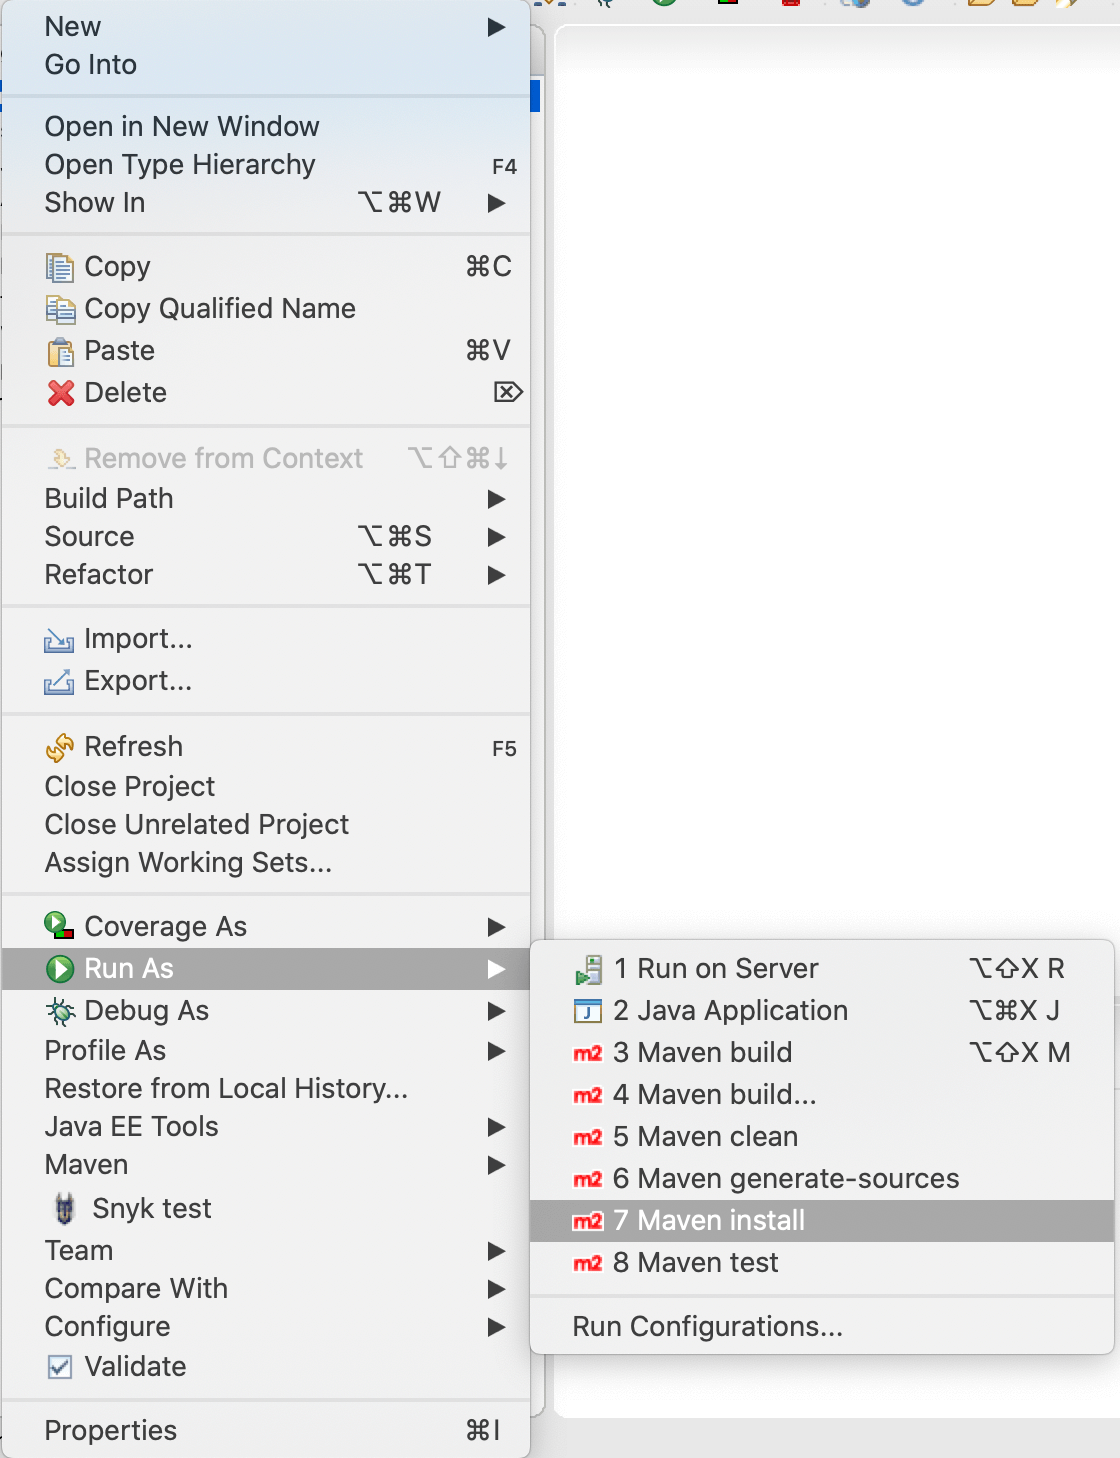 New
Go Into
Open in New Window
Open Type Hierarchy F4
Show In ⌥⌘W
Copy ⌘C
Copy Qualified Name
Paste ⌘V
Delete ⌦
Remove from Context ⌥⇧⌘↓
Build Path
Source ⌥⌘S
Refactor ⌥⌘T
Import...
Export...
Refresh F5
Close Project
Close Unrelated Project
Assign Working Sets...
Coverage As
Run As
Debug As
Profile As
Restore from Local History...
Java EE Tools
Maven
Snyk test
Team
Compare With
Configure
Validate
Properties ⌘I
1 Run on Server ⌥⇧X R
J 2 Java Application ⌥⌘X J
m2 3 Maven build ⌥⇧X M
m2 4 Maven build...
m2 5 Maven clean
m2 6 Maven generate-sources
m2 7 Maven install
m2 8 Maven test
Run Configurations...